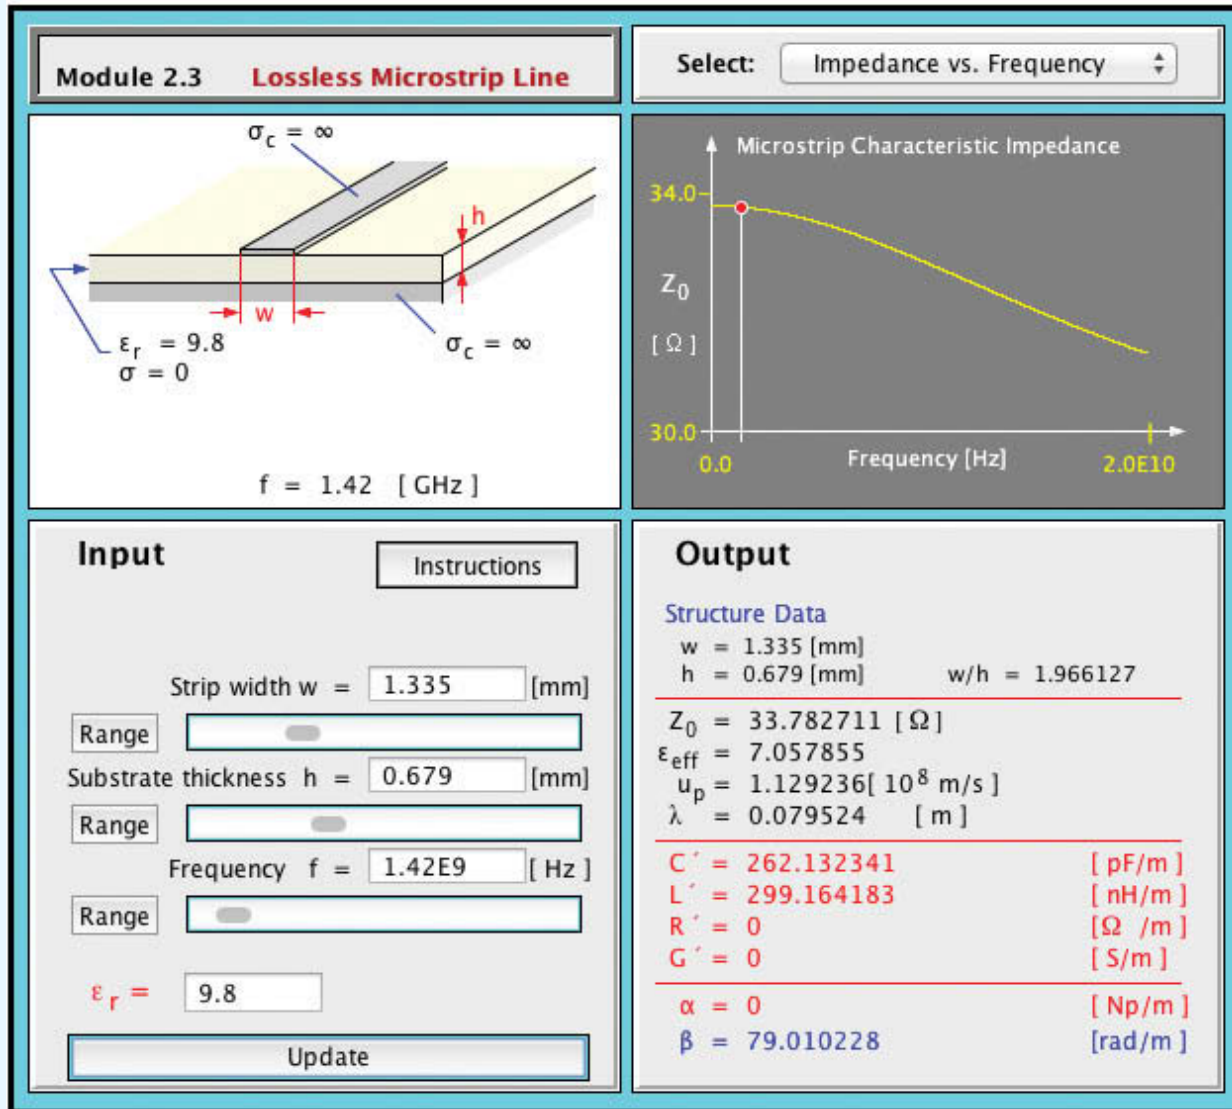 Module 2.3 Lossless Microstrip Line
Select: Impedance vs. Frequency
σc = ∞
h
w
εr = 9.8
σ = 0
σc = ∞
f = 1.42 [ GHz ]
Microstrip Characteristic Impedance
34.0
Z0
[ Ω ]
30.0
0.0
Frequency [Hz]
2.0E10
Input
Instructions
Strip width w = 1.335 [mm]
Range
Substrate thickness h = 0.679 [mm]
Range
Frequency f = 1.42E9 [ Hz ]
Range
εr = 9.8
Update
Output
Structure Data
w = 1.335 [mm]
h = 0.679 [mm] w/h = 1.966127
Z0 = 33.782711 [ Ω ]
εeff = 7.057855
up = 1.129236[ 10^8 m/s ]
λ = 0.079524 [ m ]
C´ = 262.132341 [ pF/m ]
L´ = 299.164183 [ nH/m ]
R´ = 0 [Ω /m ]
G´ = 0 [ S/m ]
α = 0 [ Np/m ]
β = 79.010228 [rad/m ]